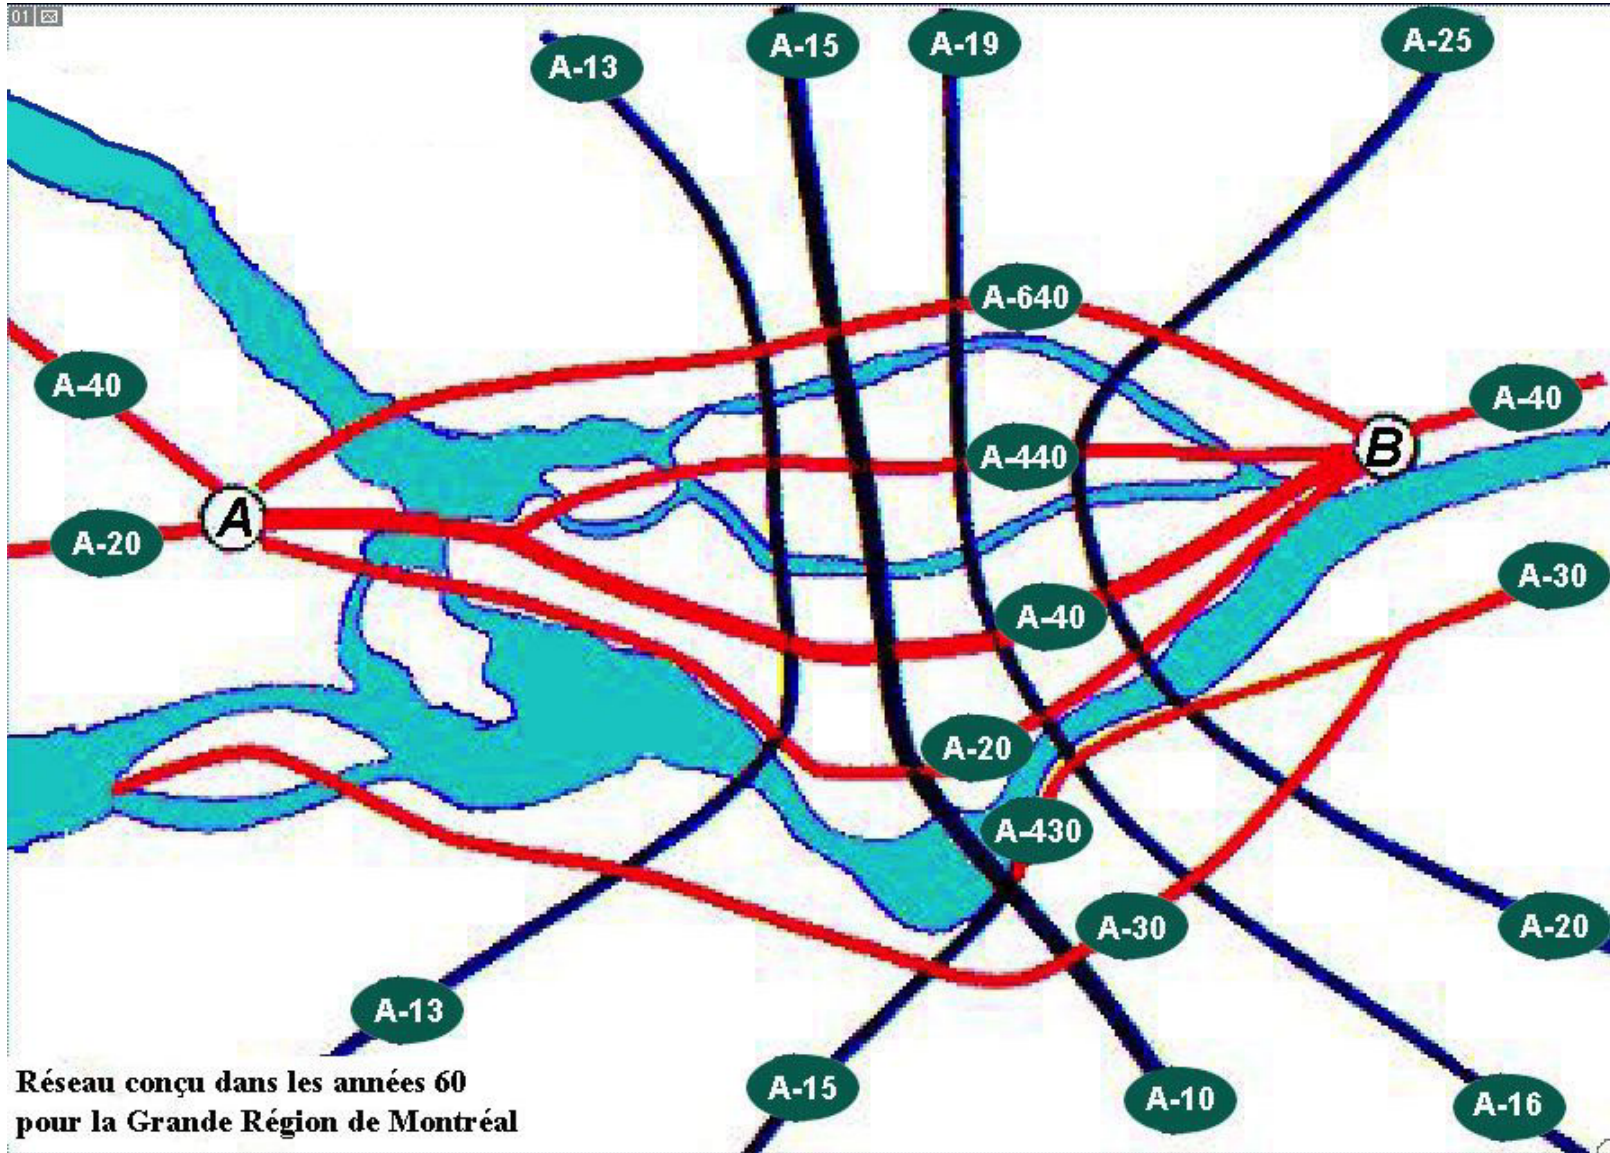 01
A-13
A-15
A-19
A-25
A-640
A-40
A-40
A-440
B
A
A-20
A-30
A-40
A-20
A-430
A-30
A-20
A-13
A-15
A-10
A-16
Réseau conçu dans les années 60
pour la Grande Région de Montréal